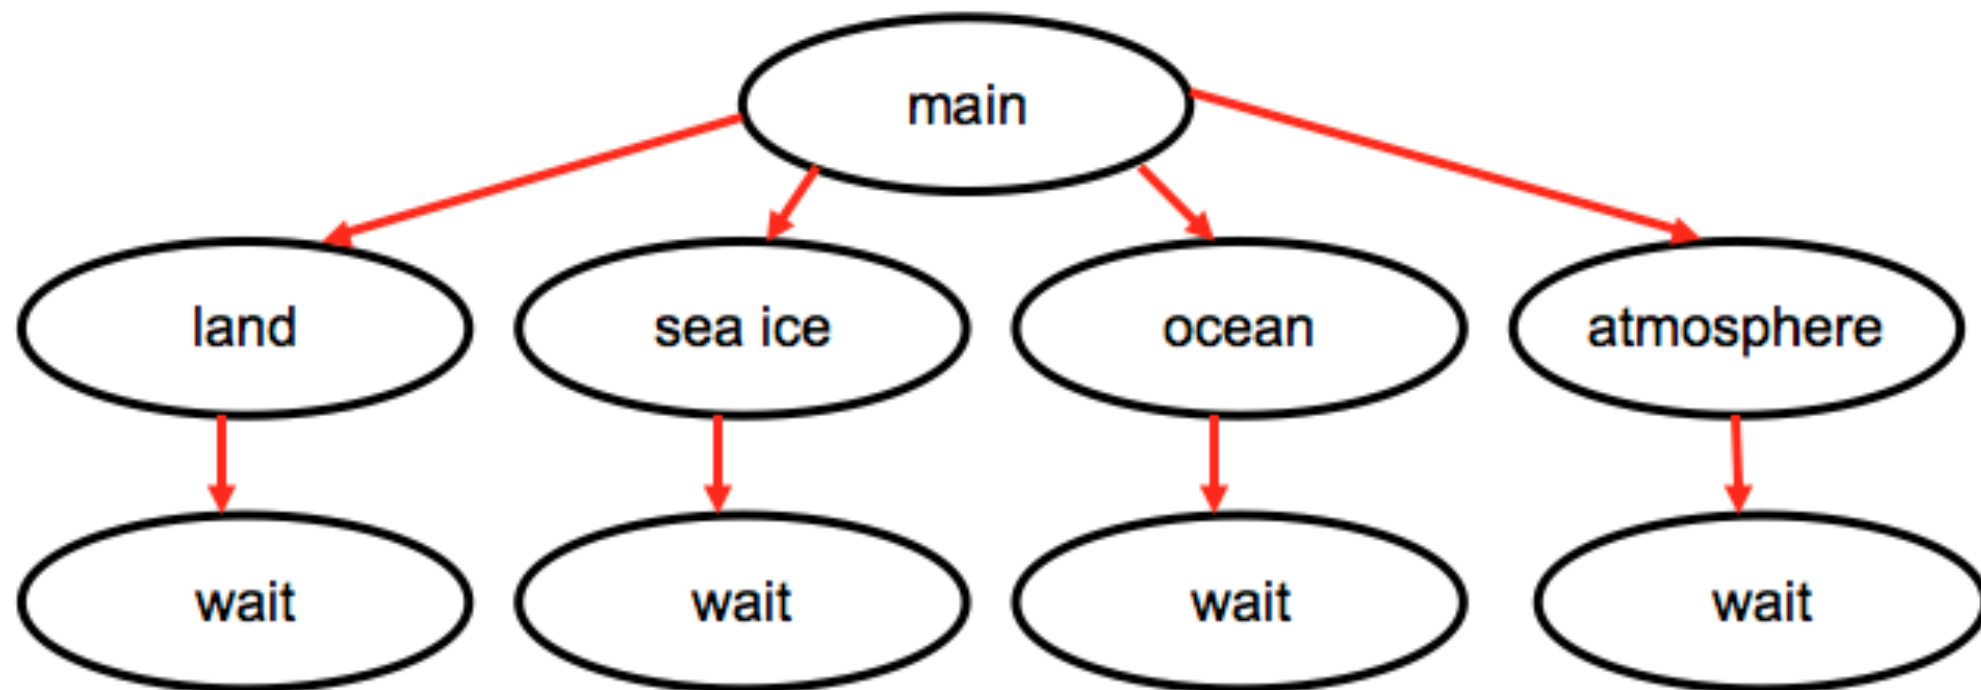 main
land
sea ice
ocean
atmosphere
wait
wait
wait
wait